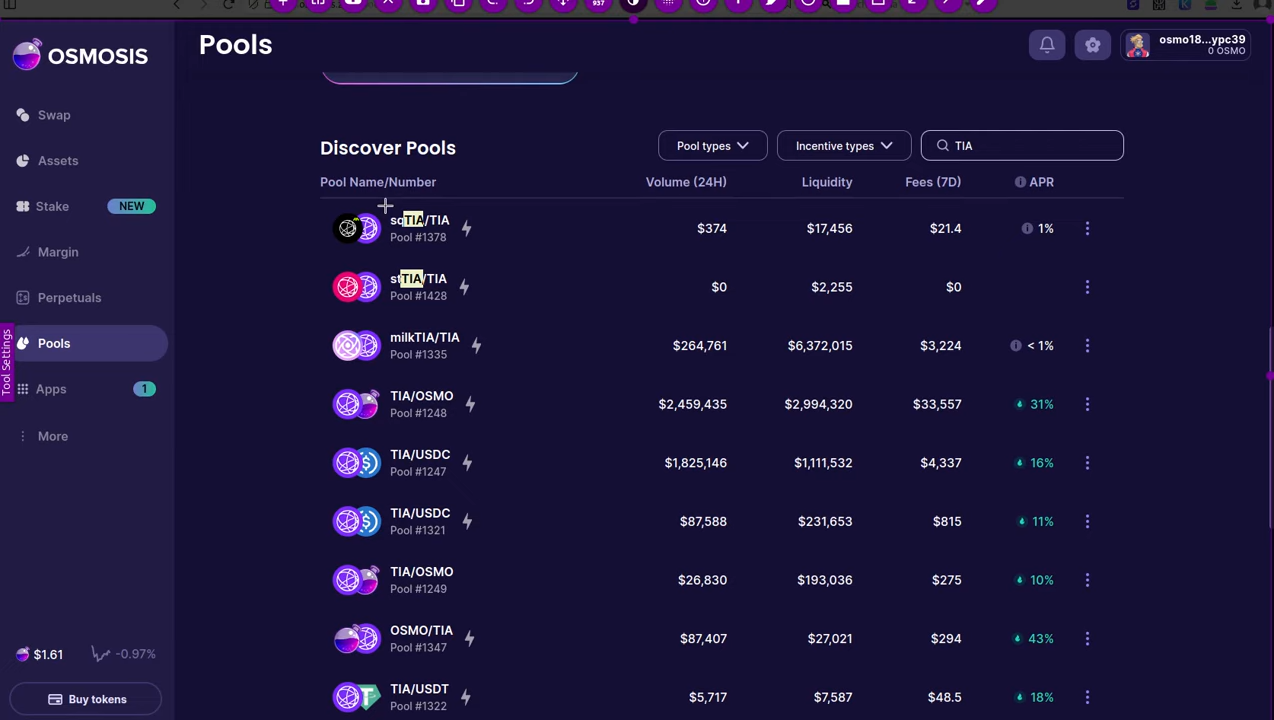 937
OSMOSIS
Pools
osmo18...ypc39
0 OSMO
Swap
Assets
Stake
NEW
Margin
Perpetuals
Pools
Apps
1
More
Tool Settings
$1.61
-0.97%
Buy tokens
Discover Pools
Pool types
Incentive types
TIA
Pool Name/Number Volume (24H) Liquidity Fees (7D) APR
sqTIA/TIA
Pool #1378
$374 $17,456 $21.4 1%
stTIA/TIA
Pool #1428
$0 $2,255 $0
milkTIA/TIA
Pool #1335
$264,761 $6,372,015 $3,224 < 1%
TIA/OSMO
Pool #1248
$2,459,435 $2,994,320 $33,557 31%
TIA/USDC
Pool #1247
$1,825,146 $1,111,532 $4,337 16%
TIA/USDC
Pool #1321
$87,588 $231,653 $815 11%
TIA/OSMO
Pool #1249
$26,830 $193,036 $275 10%
OSMO/TIA
Pool #1347
$87,407 $27,021 $294 43%
TIA/USDT
Pool #1322
$5,717 $7,587 $48.5 18%